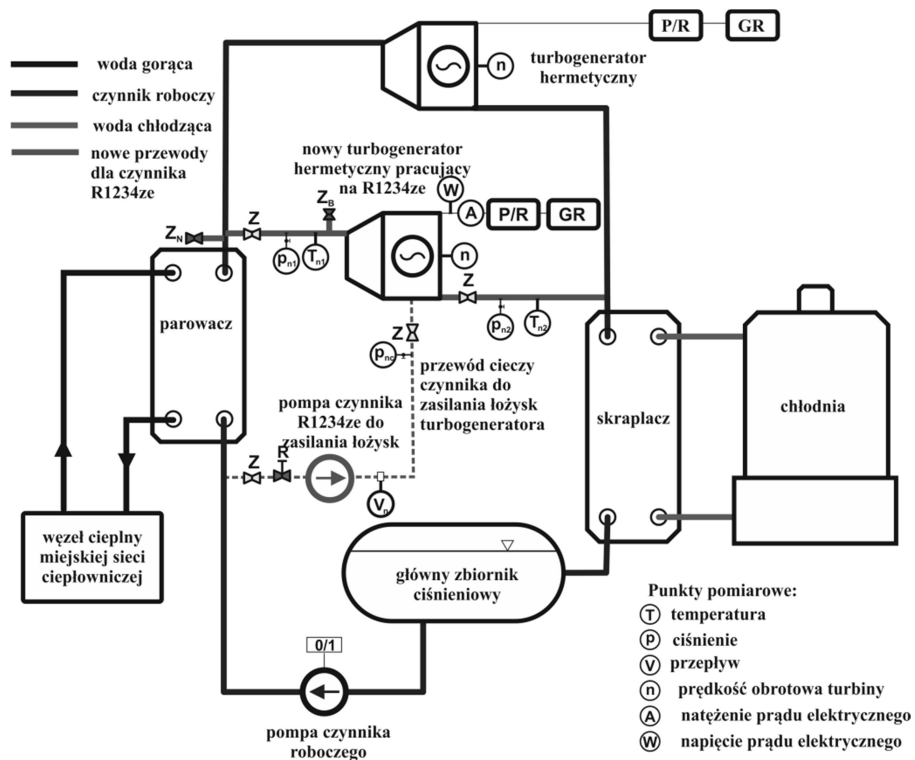 P/R
GR
turbogenerator
hermetyczny
n
woda gorąca
czynnik roboczy
woda chłodząca
nowe przewody
dla czynnika
R1234ze
nowy turbogenerator
hermetyczny pracujący
na R1234ze
W
A
P/R
GR
Z_B
Z
Z_N
p_n1
T_n1
n
Z
p_n2
T_n2
parowacz
Z
p_nc
przewód cieczy
czynnika do
zasilania łożysk
turbogeneratora
pompa czynnika
R1234ze do
zasilania łożysk
skraplacz
chłodnia
Z
R
V_n
węzeł cieplny
miejskiej sieci
ciepłowniczej
główny zbiornik
ciśnieniowy
0/1
pompa czynnika
roboczego
Punkty pomiarowe:
T temperatura
p ciśnienie
V przepływ
n prędkość obrotowa turbiny
A natężenie prądu elektrycznego
W napięcie prądu elektrycznego